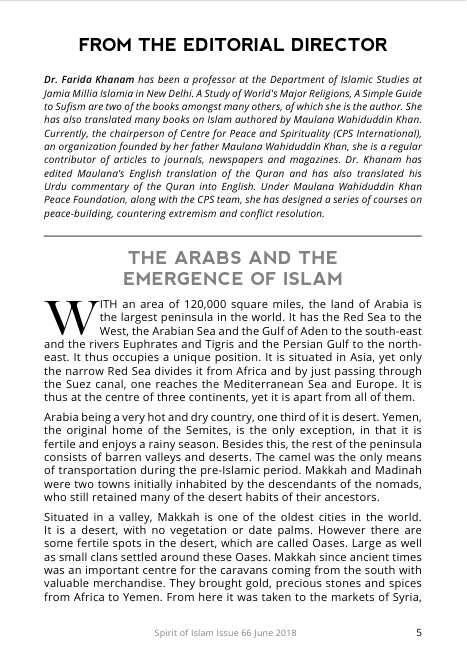 FROM THE EDITORIAL DIRECTOR
Dr. Farida Khanam has been a professor at the Department of Islamic Studies at
Jamia Millia Islamia in New Delhi. A Study of World's Major Religions, A Simple Guide
to Sufism are two of the books amongst many others, of which she is the author. She
has also translated many books on Islam authored by Maulana Wahiduddin Khan.
Currently, the chairperson of Centre for Peace and Spirituality (CPS International),
an organization founded by her father Maulana Wahiduddin Khan, she is a regular
contributor of articles to journals, newspapers and magazines. Dr. Khanam has
edited Maulana's English translation of the Quran and has also translated his
Urdu commentary of the Quran into English. Under Maulana Wahiduddin Khan
Peace Foundation, along with the CPS team, she has designed a series of courses on
peace-building, countering extremism and conflict resolution.
THE ARABS AND THE
EMERGENCE OF ISLAM
WITH an area of 120,000 square miles, the land of Arabia is
the largest peninsula in the world. It has the Red Sea to the
West, the Arabian Sea and the Gulf of Aden to the south-east
and the rivers Euphrates and Tigris and the Persian Gulf to the north-
east. It thus occupies a unique position. It is situated in Asia, yet only
the narrow Red Sea divides it from Africa and by just passing through
the Suez canal, one reaches the Mediterranean Sea and Europe. It is
thus at the centre of three continents, yet it is apart from all of them.
Arabia being a very hot and dry country, one third of it is desert. Yemen,
the original home of the Semites, is the only exception, in that it is
fertile and enjoys a rainy season. Besides this, the rest of the peninsula
consists of barren valleys and deserts. The camel was the only means
of transportation during the pre-Islamic period. Makkah and Madinah
were two towns initially inhabited by the descendants of the nomads,
who still retained many of the desert habits of their ancestors.
Situated in a valley, Makkah is one of the oldest cities in the world.
It is a desert, with no vegetation or date palms. However there are
some fertile spots in the desert, which are called Oases. Large as well
as small clans settled around these Oases. Makkah since ancient times
was an important centre for the caravans coming from the south with
valuable merchandise. They brought gold, precious stones and spices
from Africa to Yemen. From here it was taken to the markets of Syria,
Spirit of Islam Issue 66 June 2018
5